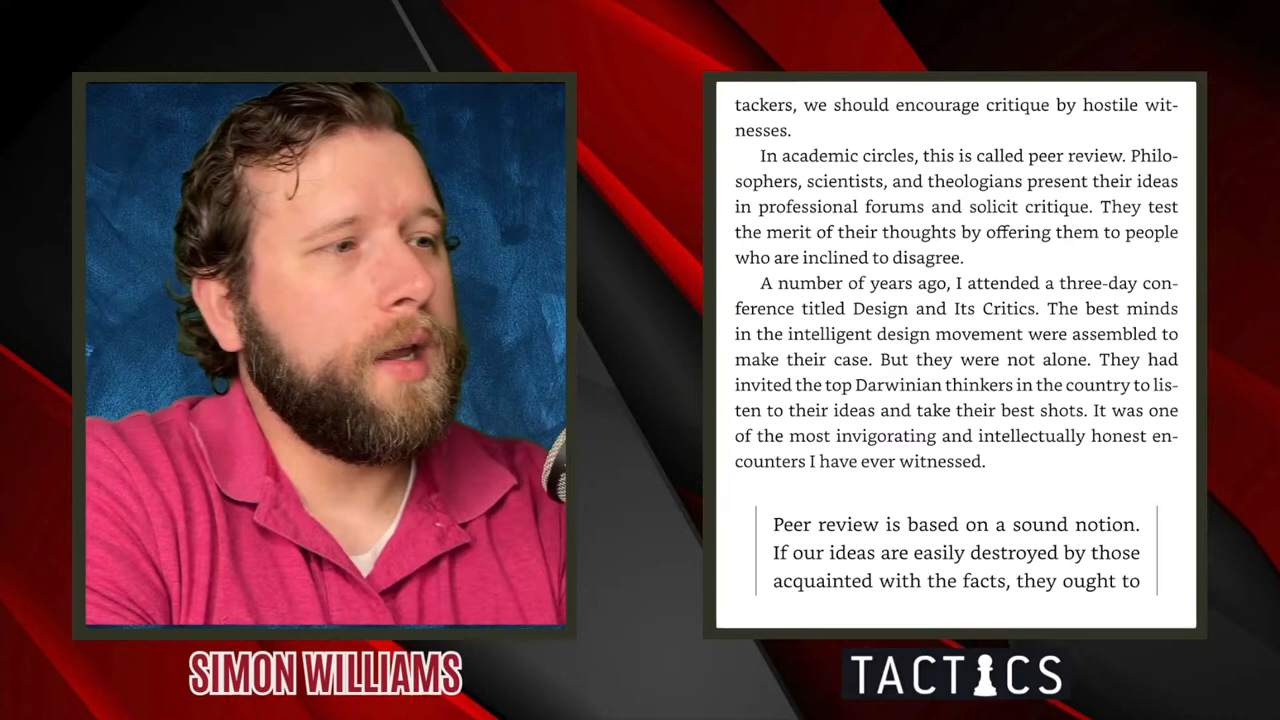 tackers, we should encourage critique by hostile wit-
nesses.
In academic circles, this is called peer review. Philo-
sophers, scientists, and theologians present their ideas
in professional forums and solicit critique. They test
the merit of their thoughts by offering them to people
who are inclined to disagree.
A number of years ago, I attended a three-day con-
ference titled Design and Its Critics. The best minds
in the intelligent design movement were assembled to
make their case. But they were not alone. They had
invited the top Darwinian thinkers in the country to lis-
ten to their ideas and take their best shots. It was one
of the most invigorating and intellectually honest en-
counters I have ever witnessed.
Peer review is based on a sound notion.
If our ideas are easily destroyed by those
acquainted with the facts, they ought to
SIMON WILLIAMS
TACTICS